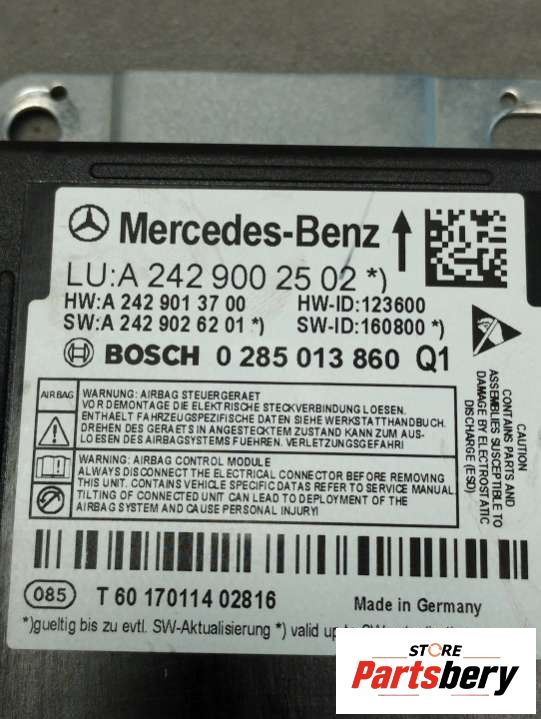 Mercedes-Benz
LU:A 242 900 25 02 *)
HW:A 242 901 37 00 HW-ID:123600
SW:A 242 902 62 01 *) SW-ID:160800 *)
BOSCH 0 285 013 860 Q1
CAUTION
CONTAINS PARTS AND
ASSEMBLIES SUSCEPTIBLE TO
DAMAGE BY ELECTROSTATIC
DISCHARGE (ESD)
AIRBAG
WARNUNG: AIRBAG STEUERGERAET
VOR DEMONTAGE DIE ELEKTRISCHE STECKVERBINDUNG LOESEN.
ENTHAELT FAHRZEUGSPEZIFISCHE DATEN SIEHE WERKSTATTHANDBUCH.
DREHEN DES GERAETS IN ANGESTECKTEM ZUSTAND KANN ZUM AUS-
LOESEN DES AIRBAGSYSTEMS FUEHREN. VERLETZUNGSGEFAHR!
WARNING: AIRBAG CONTROL MODULE
ALWAYS DISCONNECT THE ELECTRICAL CONNECTOR BEFORE REMOVING
THIS UNIT. CONTAINS VEHICLE SPECIFIC DATAS REFER TO SERVICE MANUAL.
TILTING OF CONNECTED UNIT CAN LEAD TO DEPLOYMENT OF THE
AIRBAG SYSTEM AND CAUSE PERSONAL INJURY!
085 T 60 170114 02816 Made in Germany
*)gueltig bis zu evtl. SW-Aktualisierung *) valid up to
STORE
Partsbery